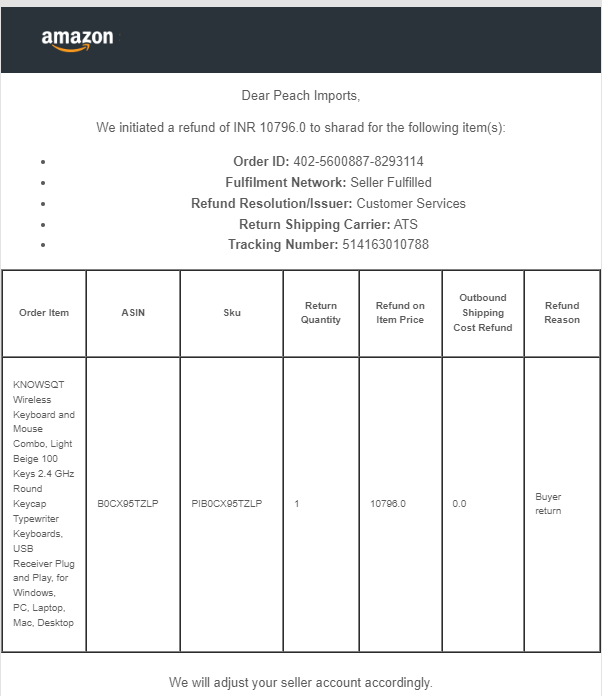 amazon
Dear Peach Imports,
We initiated a refund of INR 10796.0 to sharad for the following item(s):
• Order ID: 402-5600887-8293114
• Fulfilment Network: Seller Fulfilled
• Refund Resolution/Issuer: Customer Services
• Return Shipping Carrier: ATS
• Tracking Number: 514163010788
Order Item
ASIN
Sku
Return
Quantity
Refund on
Item Price
Outbound
Shipping
Cost Refund
Refund
Reason
KNOWSQT
Wireless
Keyboard and
Mouse
Combo, Light
Beige 100
Keys 2.4 GHz
Round
Keycap
Typewriter
Keyboards,
USB
Receiver Plug
and Play, for
Windows,
PC, Laptop,
Mac, Desktop
B0CX95TZLP
PIB0CX95TZLP
1
10796.0
0.0
Buyer
return
We will adjust your seller account accordingly.